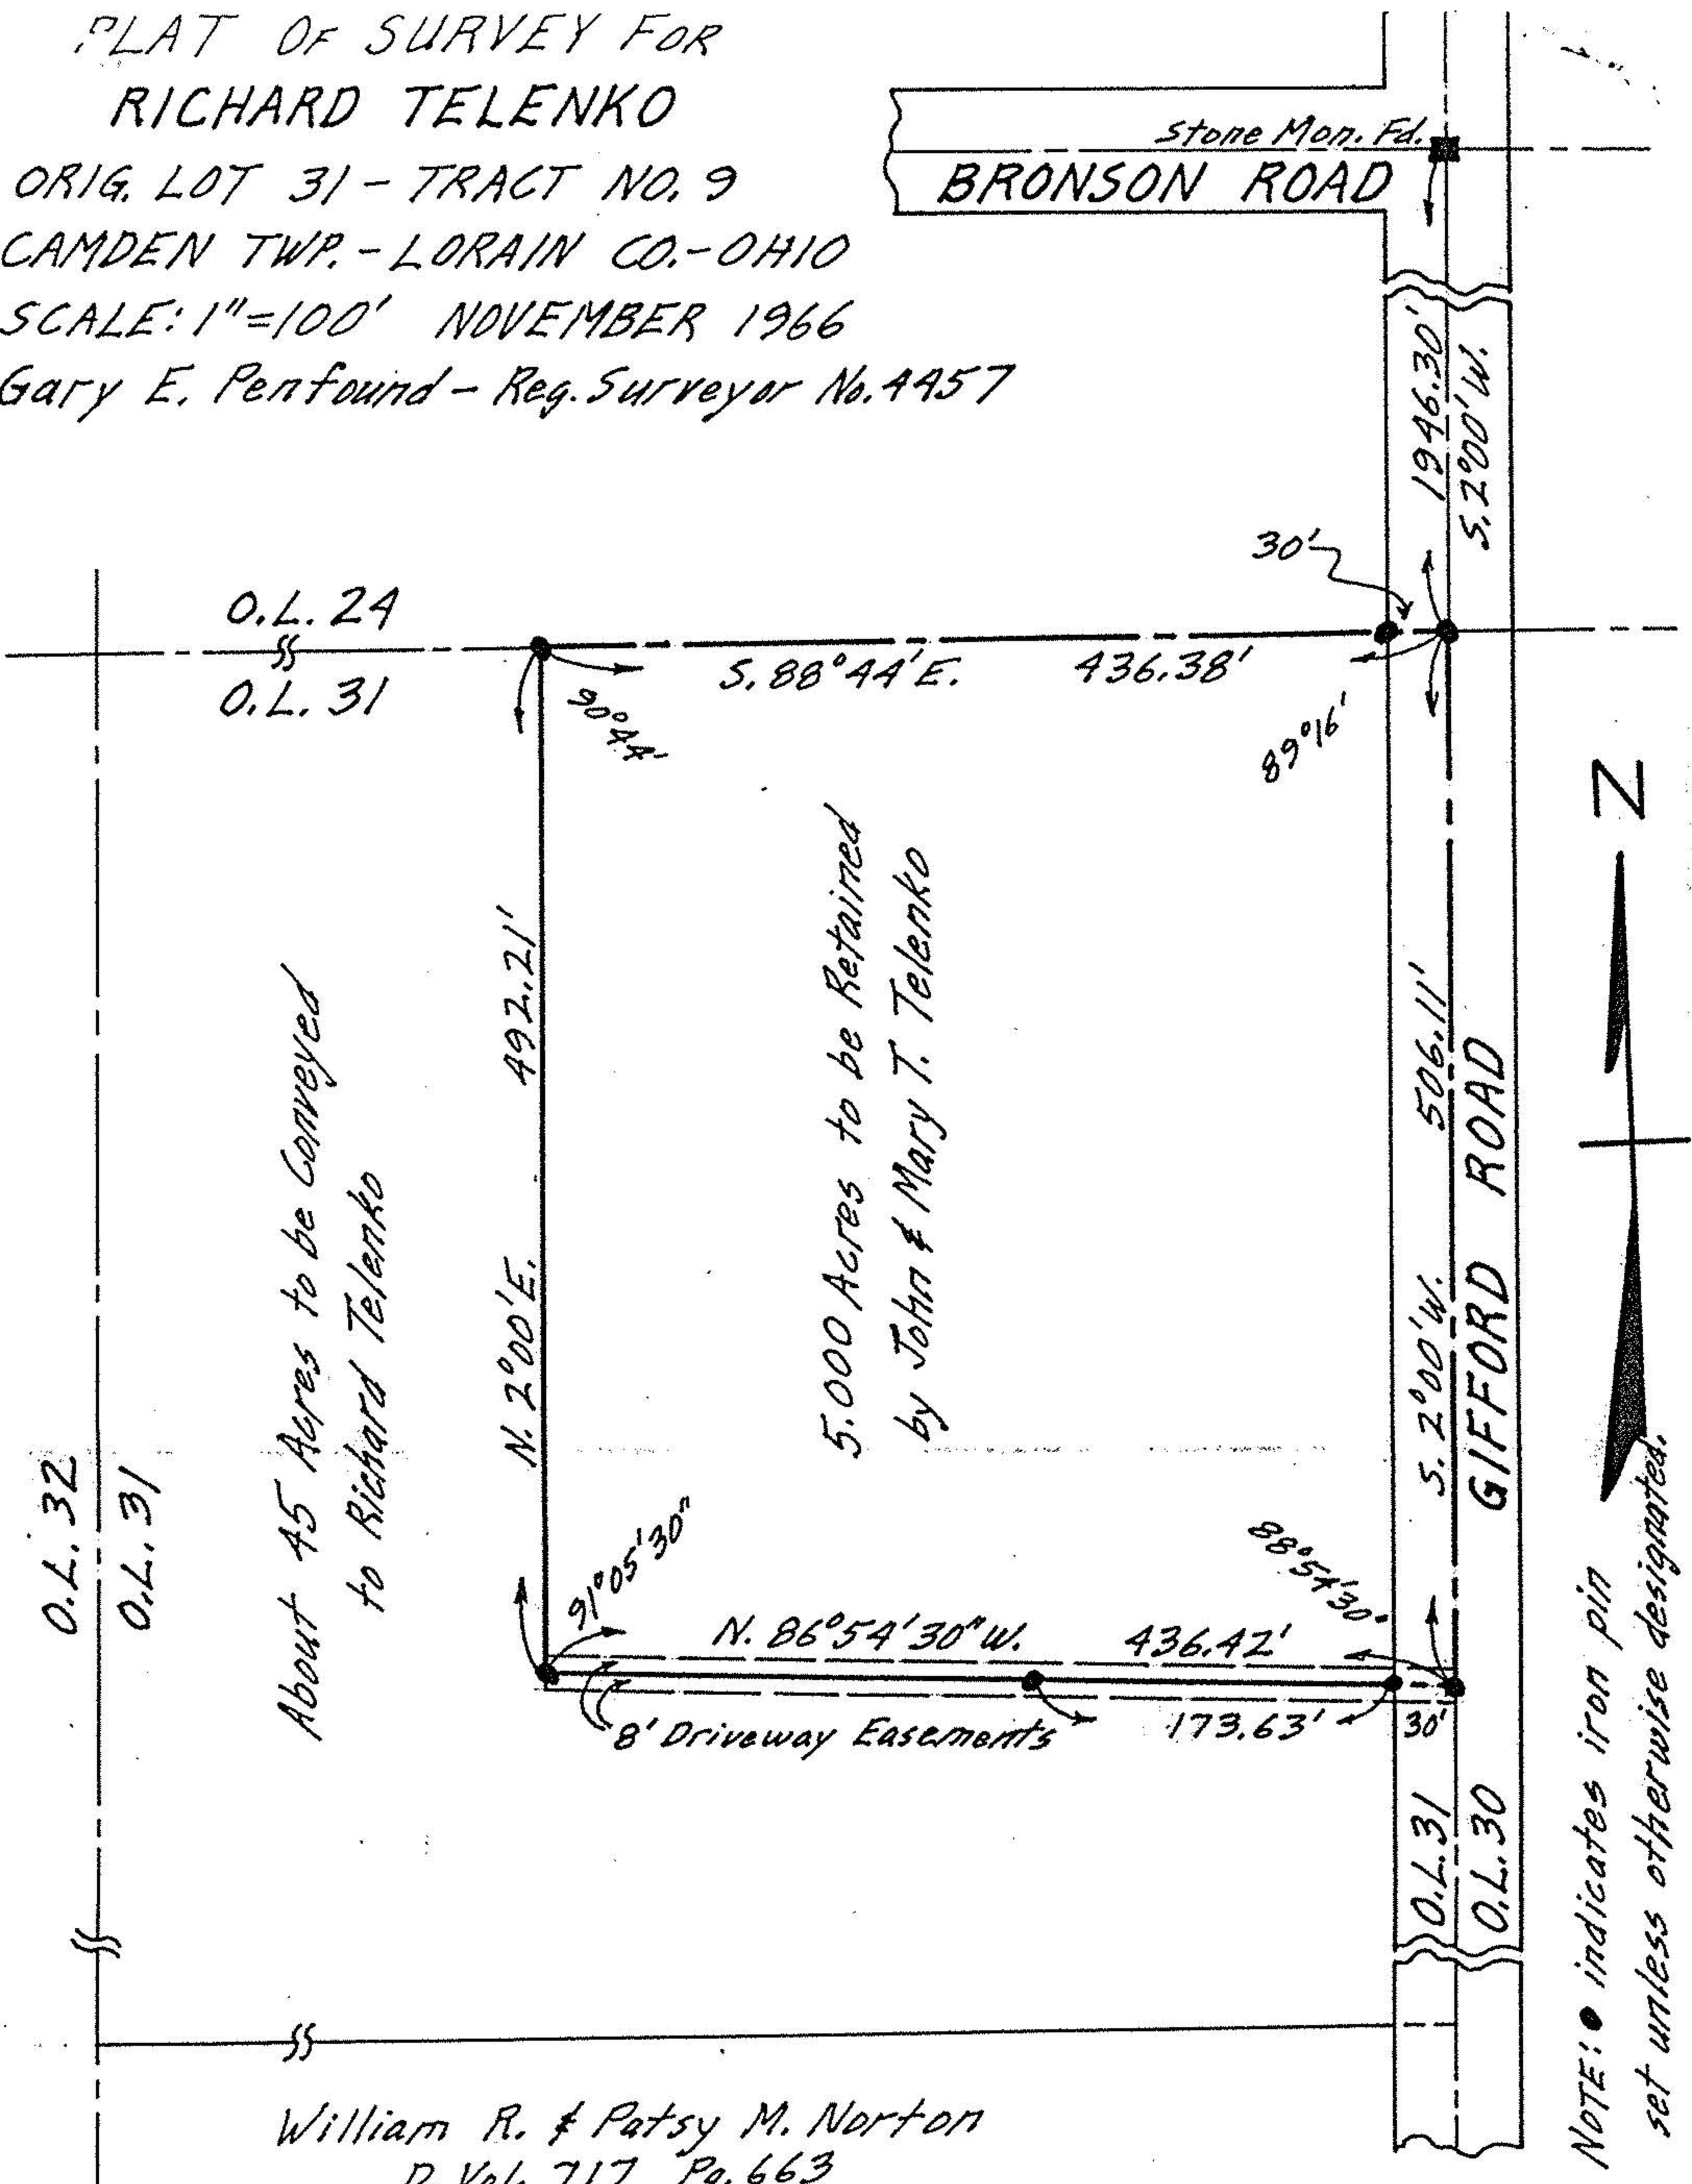 PLAT OF SURVEY FOR
RICHARD TELENKO
ORIG. LOT 31 - TRACT NO. 9
CAMDEN TWP. - LORAIN CO. - OHIO
SCALE: 1"=100' NOVEMBER 1966
Gary E. Penfound - Reg. Surveyor No. 4457
Stone Mon. Fd.
BRONSON ROAD
1946.30'
S. 2°00' W.
30'
O.L. 24
O.L. 31
S. 88°44' E. 436.38'
90°44'
89°16'
N. 2°00' E. 492.21'
5.000 Acres to be Retained
by John & Mary T. Telenko
About 45 Acres to be Conveyed
to Richard Telenko
O.L. 32
O.L. 31
S. 2°00' W. 506.11'
GIFFORD ROAD
N
91°05'30"
88°54'30"
N. 86°54'30" W. 436.42'
8' Driveway Easements
173.63'
30'
O.L. 31
O.L. 30
NOTE: ● indicates iron pin
set unless otherwise designated.
William R. & Patsy M. Norton
D. Vol. 717 Pg. 663